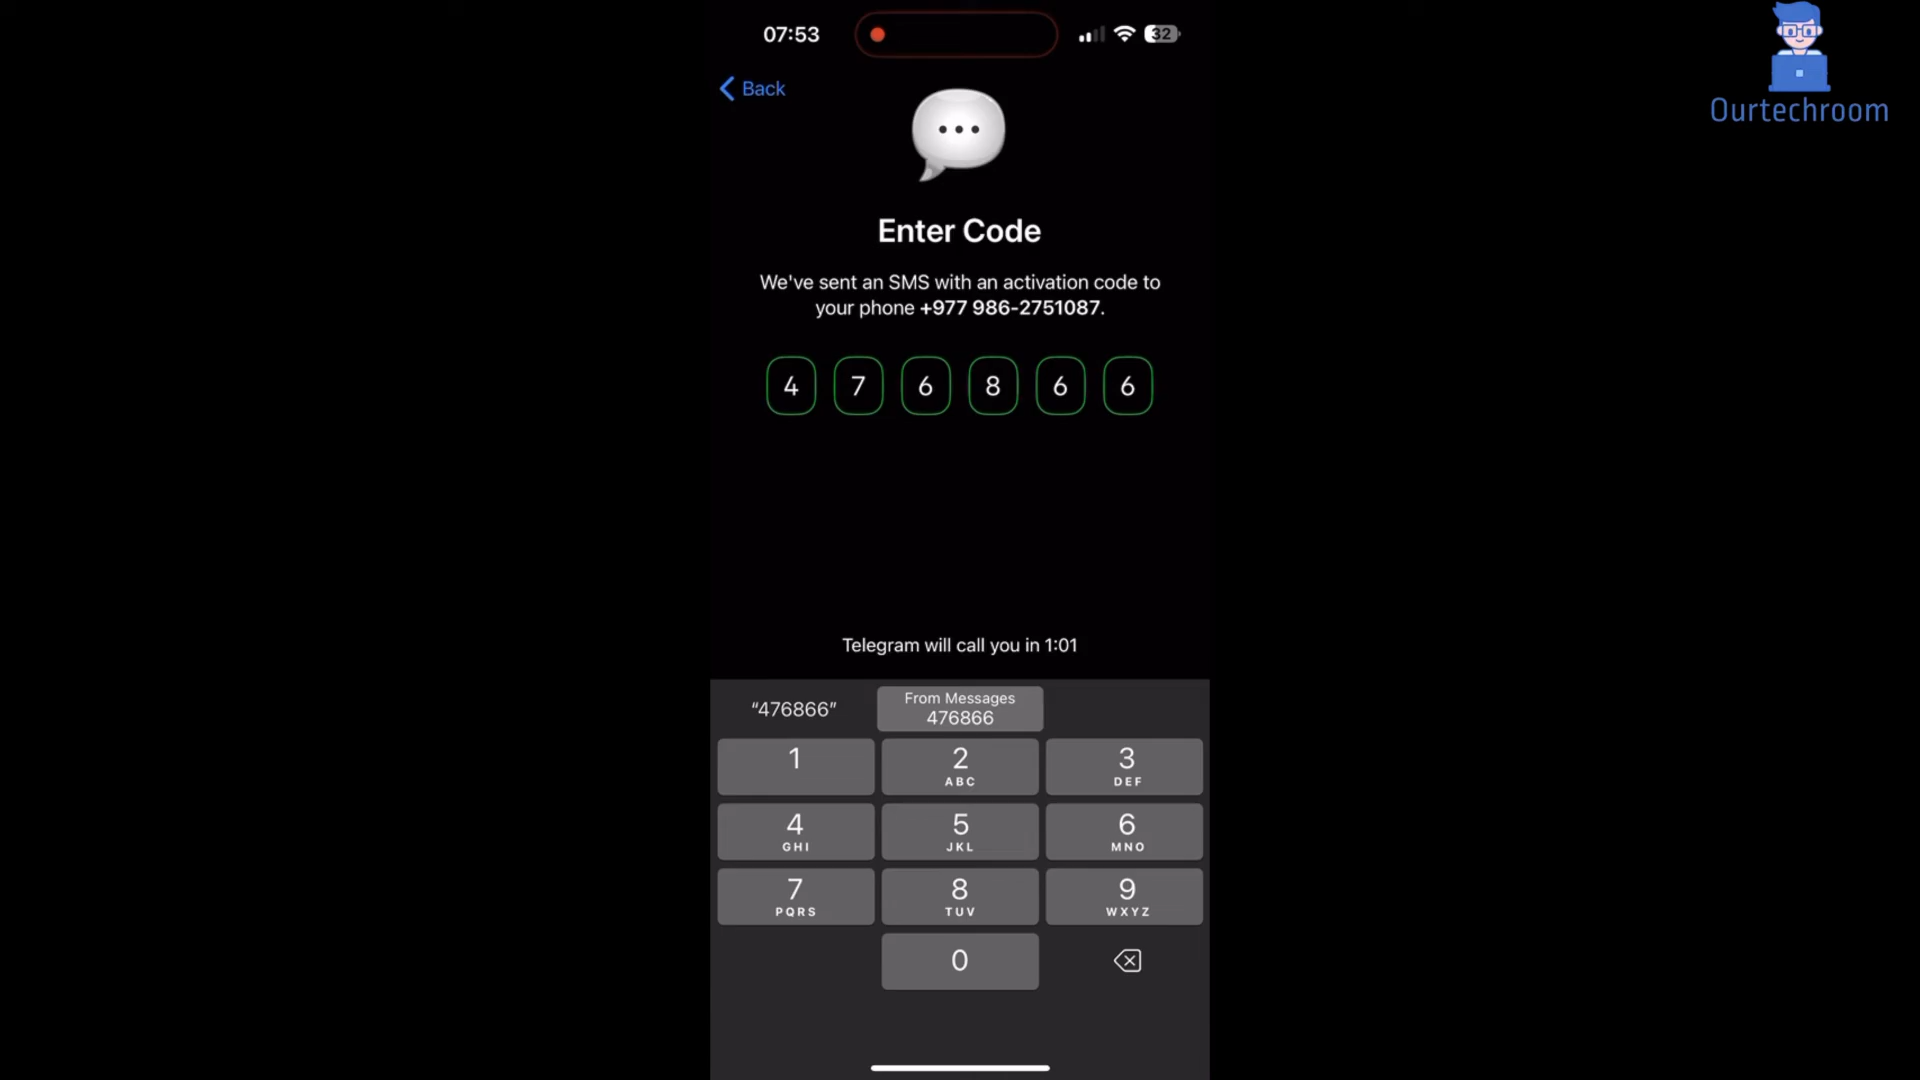 07:53
32
Back
Ourtechroom
Enter Code
We've sent an SMS with an activation code to
your phone +977 986-2751087.
4 7 6 8 6 6
Telegram will call you in 1:01
“476866”
From Messages
476866
1 2 3
ABC DEF
4 5 6
GHI JKL MNO
7 8 9
PQRS TUV WXYZ
0